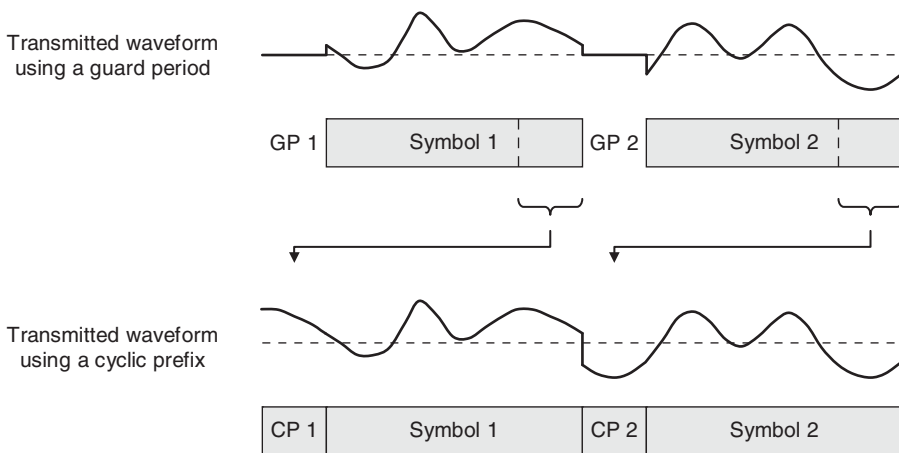 Transmitted waveform
using a guard period
GP 1
Symbol 1
GP 2
Symbol 2
Transmitted waveform
using a cyclic prefix
CP 1
Symbol 1
CP 2
Symbol 2